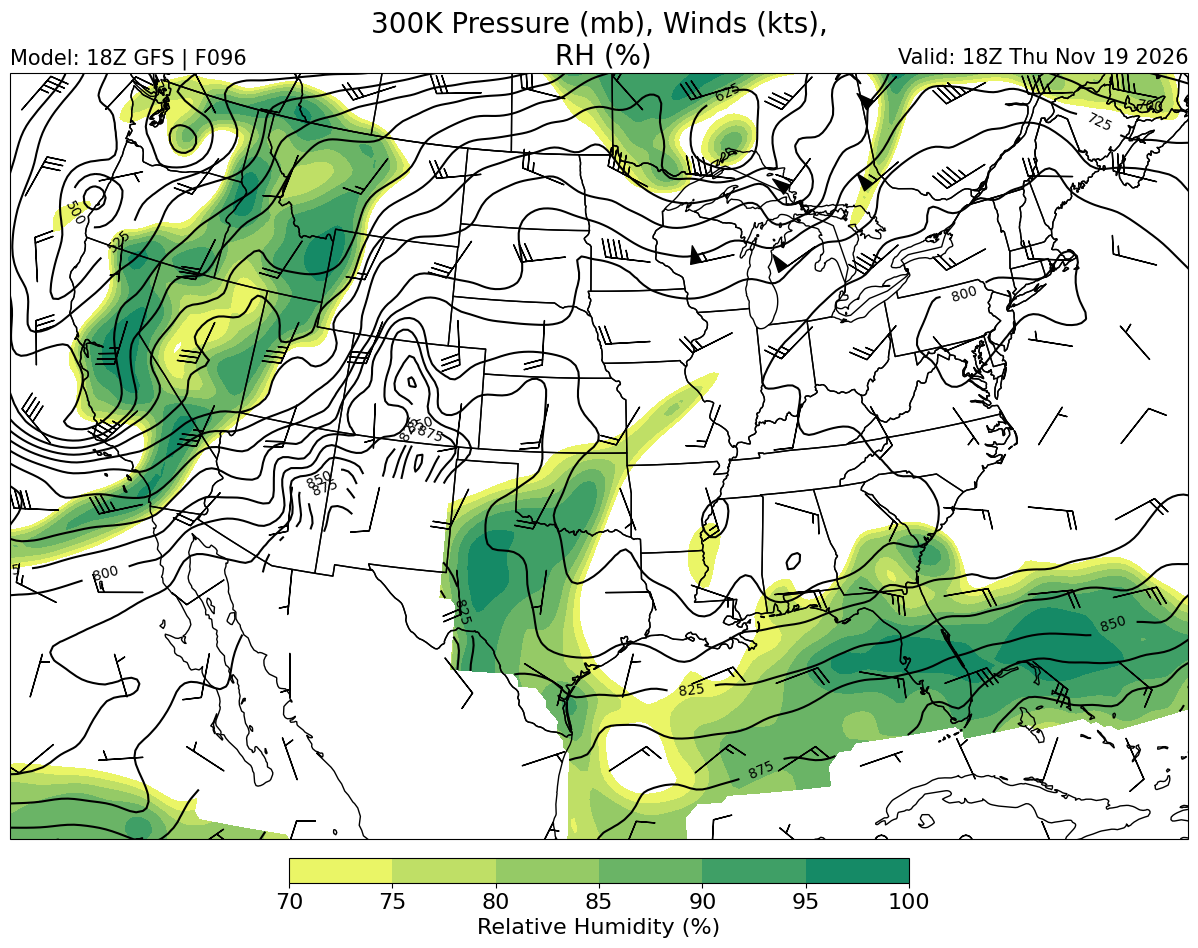 300K Pressure (mb), Winds (kts),
RH (%)
Model: 18Z GFS | F096
Valid: 18Z Thu Nov 19 2026
625
725
500
525
800
850
875
850
875
800
825
825
850
875
70 75 80 85 90 95 100
Relative Humidity (%)